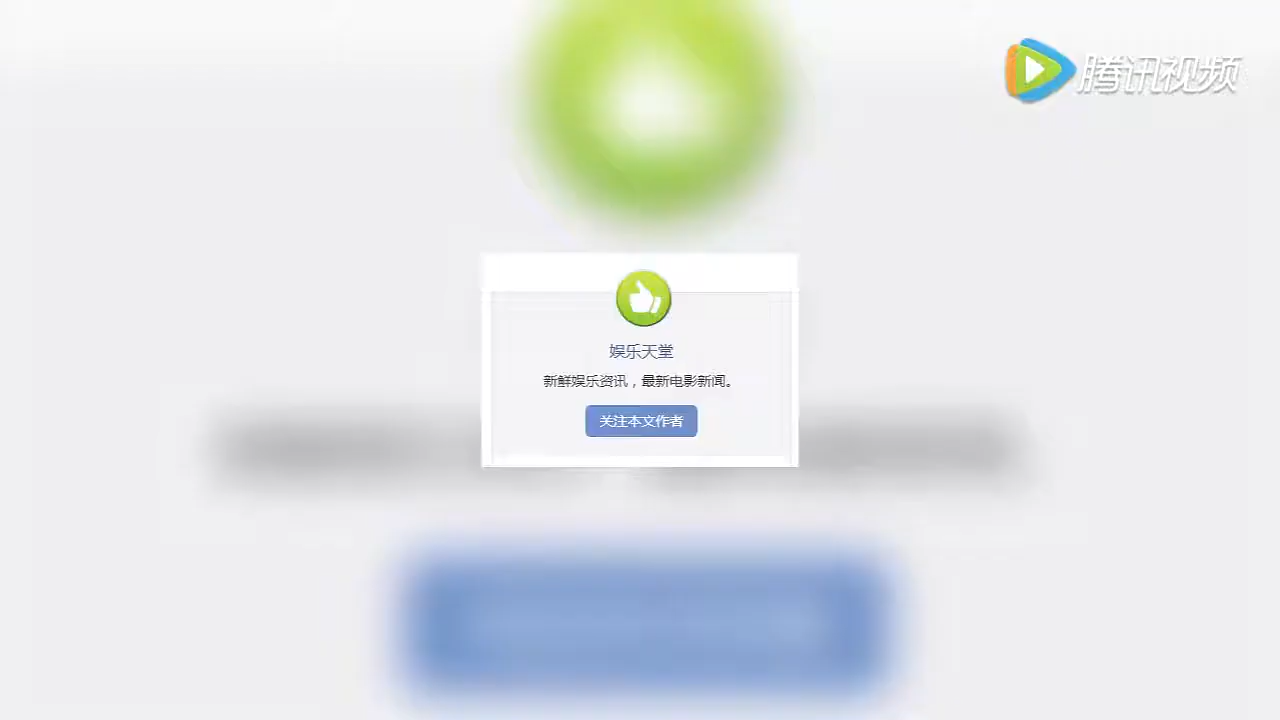 腾讯视频
娱乐天堂
新鲜娱乐资讯，最新电影新闻。
关注本文作者